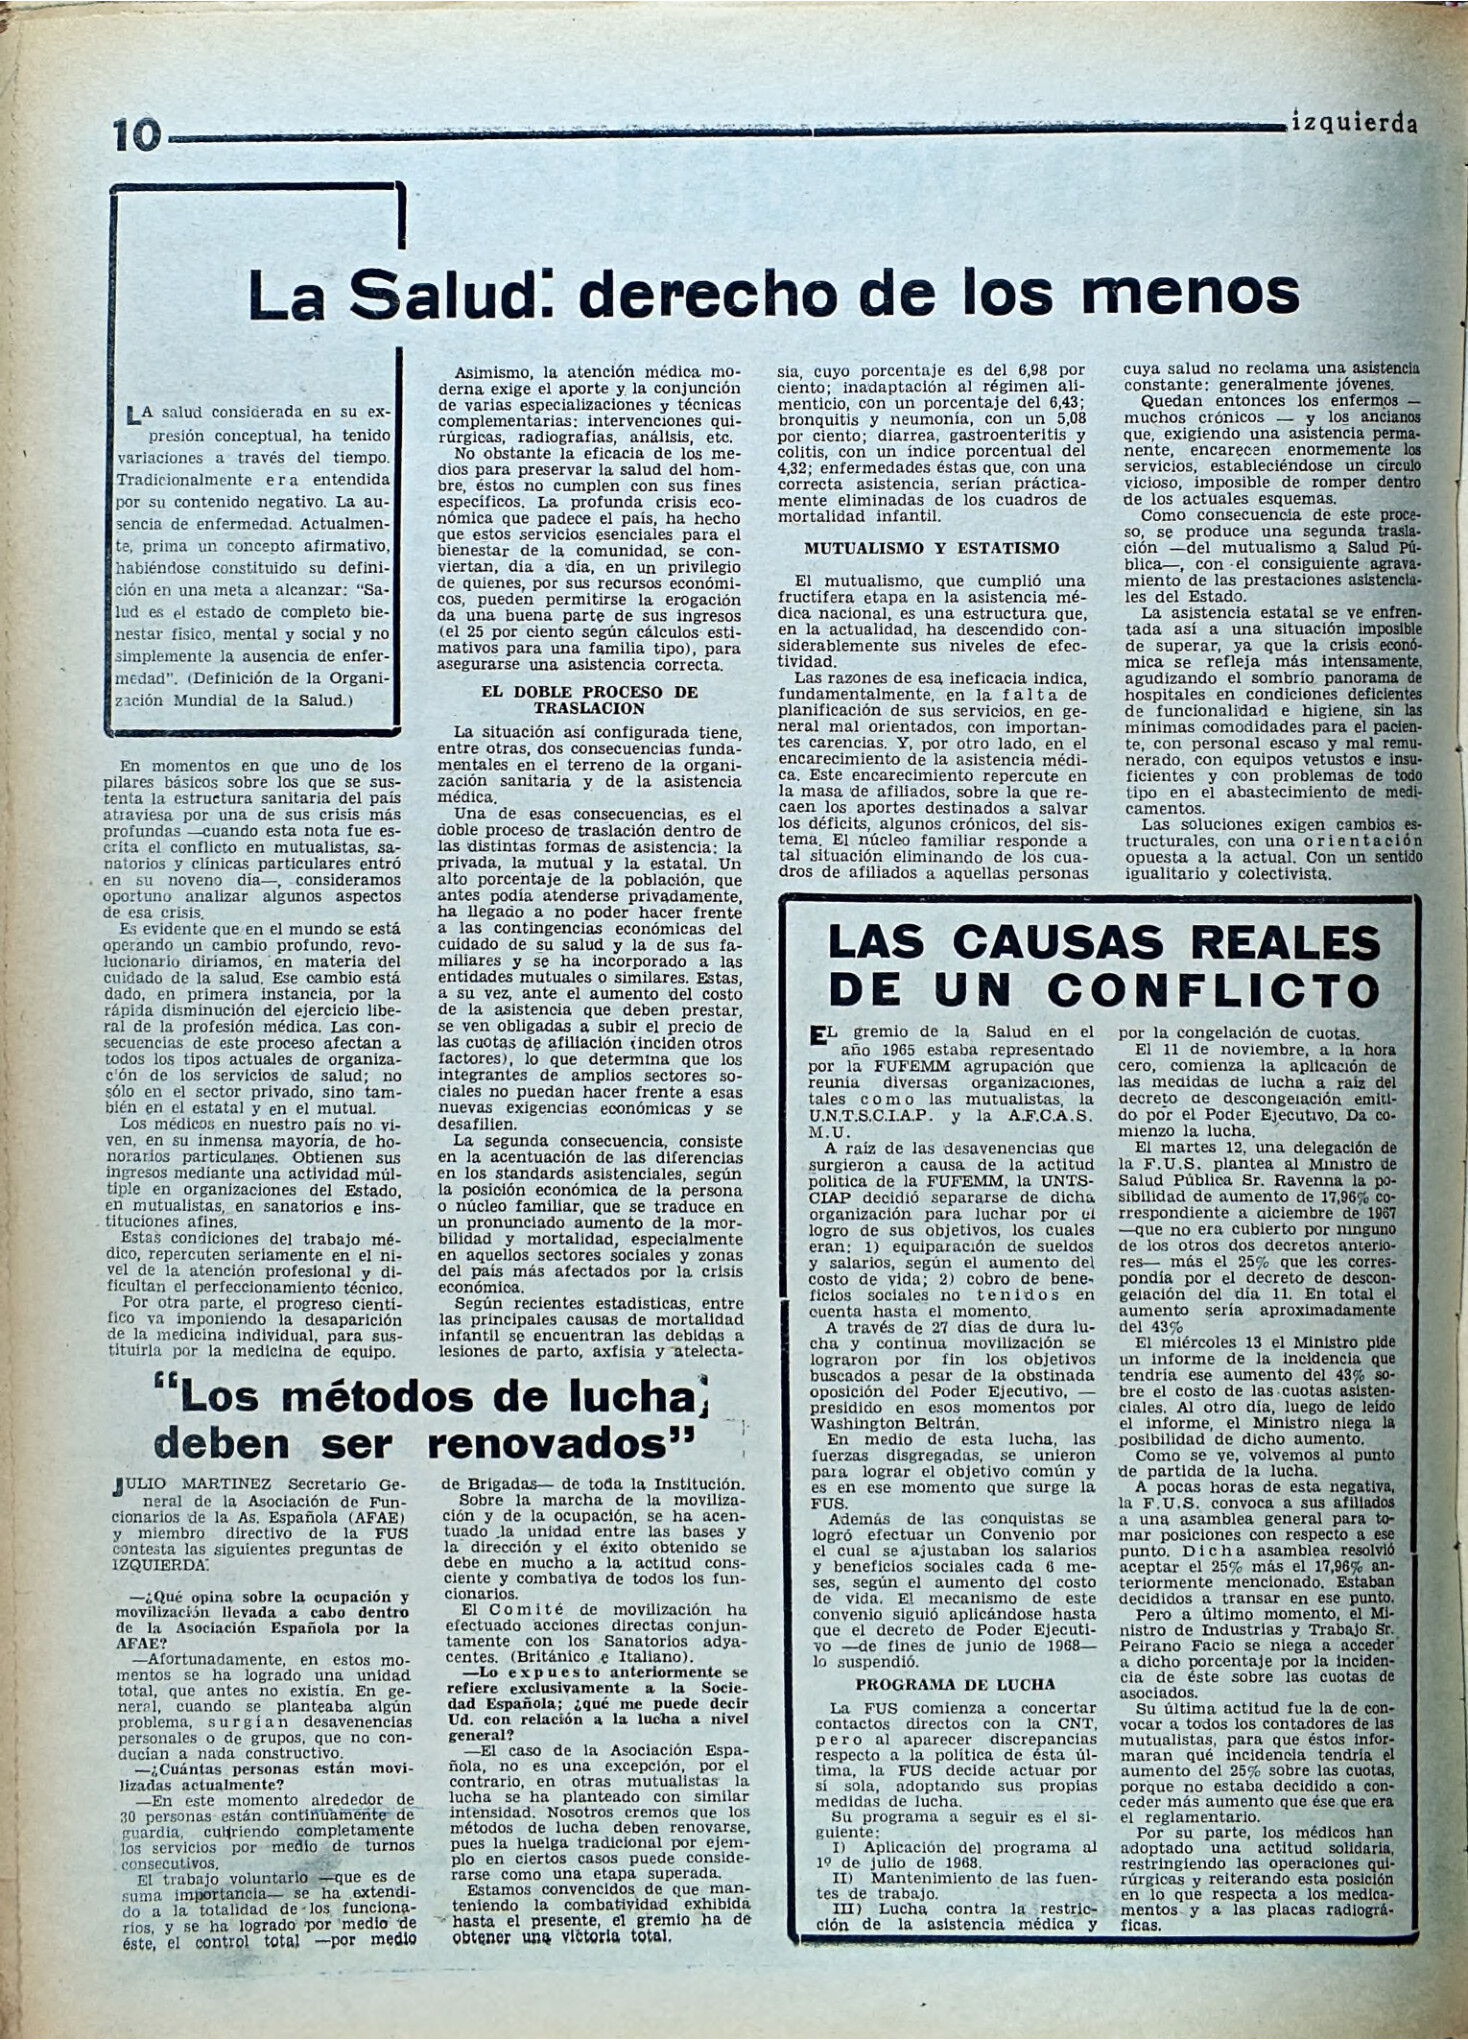 10
izquierda
La Salud: derecho de los menos
LA salud considerada en su ex-
presión conceptual, ha tenido
variaciones a través del tiempo.
Tradicionalmente era entendida
por su contenido negativo. La au-
sencia de enfermedad. Actualmen-
te, prima un concepto afirmativo,
habiéndose constituido su defini-
ción en una meta a alcanzar: "Sa-
lud es el estado de completo bie-
nestar físico, mental y social y no
simplemente la ausencia de enfer-
medad". (Definición de la Organi-
zación Mundial de la Salud.)
En momentos en que uno de los
pilares básicos sobre los que se sus-
tenta la estructura sanitaria del país
atraviesa por una de sus crisis más
profundas —cuando esta nota fue es-
crita el conflicto en mutualistas, sa-
natorios y clínicas particulares entró
en su noveno día—, consideramos
oportuno analizar algunos aspectos
de esa crisis.
Es evidente que en el mundo se está
operando un cambio profundo, revo-
lucionario diríamos, en materia del
cuidado de la salud. Ese cambio está
dado, en primera instancia, por la
rápida disminución del ejercicio libe-
ral de la profesión médica. Las con-
secuencias de este proceso afectan a
todos los tipos actuales de organiza-
ción de los servicios de salud; no
sólo en el sector privado, sino tam-
bién en el estatal y en el mutual.
Los médicos en nuestro país no vi-
ven, en su inmensa mayoría, de ho-
norarios particulares. Obtienen sus
ingresos mediante una actividad múl-
tiple en organizaciones del Estado,
en mutualistas, en sanatorios e ins-
tituciones afines.
Estas condiciones del trabajo mé-
dico, repercuten seriamente en el ni-
vel de la atención profesional y di-
ficultan el perfeccionamiento técnico.
Por otra parte, el progreso cientí-
fico va imponiendo la desaparición
de la medicina individual, para sus-
tituirla por la medicina de equipo.
Asimismo, la atención médica mo-
derna exige el aporte y la conjunción
de varias especializaciones y técnicas
complementarias: intervenciones qui-
rúrgicas, radiografías, análisis, etc.
No obstante la eficacia de los me-
dios para preservar la salud del hom-
bre, éstos no cumplen con sus fines
específicos. La profunda crisis eco-
nómica que padece el país, ha hecho
que estos servicios esenciales para el
bienestar de la comunidad, se con-
viertan, día a día, en un privilegio
de quienes, por sus recursos económi-
cos, pueden permitirse la erogación
da una buena parte de sus ingresos
(el 25 por ciento según cálculos esti-
mativos para una familia tipo), para
asegurarse una asistencia correcta.
EL DOBLE PROCESO DE
TRASLACION
La situación así configurada tiene,
entre otras, dos consecuencias funda-
mentales en el terreno de la organi-
zación sanitaria y de la asistencia
médica.
Una de esas consecuencias, es el
doble proceso de traslación dentro de
las distintas formas de asistencia: la
privada, la mutual y la estatal. Un
alto porcentaje de la población, que
antes podía atenderse privadamente,
ha llegado a no poder hacer frente
a las contingencias económicas del
cuidado de su salud y la de sus fa-
miliares y se ha incorporado a las
entidades mutuales o similares. Estas,
a su vez, ante el aumento del costo
de la asistencia que deben prestar,
se ven obligadas a subir el precio de
las cuotas de afiliación (inciden otros
factores), lo que determina que los
integrantes de amplios sectores so-
ciales no puedan hacer frente a esas
nuevas exigencias económicas y se
desafilien.
La segunda consecuencia, consiste
en la acentuación de las diferencias
en los standards asistenciales, según
la posición económica de la persona
o núcleo familiar, que se traduce en
un pronunciado aumento de la mor-
bilidad y mortalidad, especialmente
en aquellos sectores sociales y zonas
del país más afectados por la crisis
económica.
Según recientes estadísticas, entre
las principales causas de mortalidad
infantil se encuentran las debidas a
lesiones de parto, axfisia y atelecta-
sia, cuyo porcentaje es del 6,98 por
ciento; inadaptación al régimen ali-
menticio, con un porcentaje del 6,43;
bronquitis y neumonía, con un 5,08
por ciento; diarrea, gastroenteritis y
colitis, con un índice porcentual del
4,32; enfermedades éstas que, con una
correcta asistencia, serían práctica-
mente eliminadas de los cuadros de
mortalidad infantil.
MUTUALISMO Y ESTATISMO
El mutualismo, que cumplió una
fructífera etapa en la asistencia mé-
dica nacional, es una estructura que,
en la actualidad, ha descendido con-
siderablemente sus niveles de efec-
tividad.
Las razones de esa ineficacia indica,
fundamentalmente, en la falta de
planificación de sus servicios, en ge-
neral mal orientados, con importan-
tes carencias. Y, por otro lado, en el
encarecimiento de la asistencia médi-
ca. Este encarecimiento repercute en
la masa de afiliados, sobre la que re-
caen los aportes destinados a salvar
los déficits, algunos crónicos, del sis-
tema. El núcleo familiar responde a
tal situación eliminando de los cua-
dros de afiliados a aquellas personas
cuya salud no reclama una asistencia
constante: generalmente jóvenes.
Quedan entonces los enfermos —
muchos crónicos — y los ancianos
que, exigiendo una asistencia perma-
nente, encarecen enormemente los
servicios, estableciéndose un círculo
vicioso, imposible de romper dentro
de los actuales esquemas.
Como consecuencia de este proce-
so, se produce una segunda trasla-
ción —del mutualismo a Salud Pú-
blica—, con el consiguiente agrava-
miento de las prestaciones asistencia-
les del Estado.
La asistencia estatal se ve enfren-
tada así a una situación imposible
de superar, ya que la crisis econó-
mica se refleja más intensamente,
agudizando el sombrío panorama de
hospitales en condiciones deficientes
de funcionalidad e higiene, sin las
mínimas comodidades para el pacien-
te, con personal escaso y mal remu-
nerado, con equipos vetustos e insu-
ficientes y con problemas de todo
tipo en el abastecimiento de medi-
camentos.
Las soluciones exigen cambios es-
tructurales, con una orientación
opuesta a la actual. Con un sentido
igualitario y colectivista.
"Los métodos de lucha,
deben ser renovados"
JULIO MARTINEZ Secretario Ge-
neral de la Asociación de Fun-
cionarios de la As. Española (AFAE)
y miembro directivo de la FUS
contesta las siguientes preguntas de
IZQUIERDA:
—¿Qué opina sobre la ocupación y
movilización llevada a cabo dentro
de la Asociación Española por la
AFAE?
—Afortunadamente, en estos mo-
mentos se ha logrado una unidad
total, que antes no existía. En ge-
neral, cuando se planteaba algún
problema, surgían desavenencias
personales o de grupos, que no con-
ducían a nada constructivo.
—¿Cuántas personas están movi-
lizadas actualmente?
—En este momento alrededor de
30 personas están continuamente de
guardia, cubriendo completamente
los servicios por medio de turnos
consecutivos.
El trabajo voluntario —que es de
suma importancia— se ha extendi-
do a la totalidad de los funciona-
rios, y se ha logrado por medio de
éste, el control total —por medio
de Brigadas— de toda la Institución.
Sobre la marcha de la moviliza-
ción y de la ocupación, se ha acen-
tuado la unidad entre las bases y
la dirección y el éxito obtenido se
debe en mucho a la actitud cons-
ciente y combativa de todos los fun-
cionarios.
El Comité de movilización ha
efectuado acciones directas conjun-
tamente con los Sanatorios adya-
centes. (Británico e Italiano).
—Lo expuesto anteriormente se
refiere exclusivamente a la Socie-
dad Española; ¿qué me puede decir
Ud. con relación a la lucha a nivel
general?
—El caso de la Asociación Espa-
ñola, no es una excepción, por el
contrario, en otras mutualistas la
lucha se ha planteado con similar
intensidad. Nosotros cremos que los
métodos de lucha deben renovarse,
pues la huelga tradicional por ejem-
plo en ciertos casos puede conside-
rarse como una etapa superada.
Estamos convencidos de que man-
teniendo la combatividad exhibida
hasta el presente, el gremio ha de
obtener una victoria total.
LAS CAUSAS REALES
DE UN CONFLICTO
EL gremio de la Salud en el
año 1965 estaba representado
por la FUFEMM agrupación que
reunía diversas organizaciones,
tales como las mutualistas, la
U.N.T.S.C.I.A.P. y la A.F.C.A.S.
M.U.
A raíz de las desavenencias que
surgieron a causa de la actitud
política de la FUFEMM, la UNTS-
CIAP decidió separarse de dicha
organización para luchar por el
logro de sus objetivos, los cuales
eran: 1) equiparación de sueldos
y salarios, según el aumento del
costo de vida; 2) cobro de bene-
ficios sociales no tenidos en
cuenta hasta el momento.
A través de 27 días de dura lu-
cha y continua movilización se
lograron por fin los objetivos
buscados a pesar de la obstinada
oposición del Poder Ejecutivo, —
presidido en esos momentos por
Washington Beltrán.
En medio de esta lucha, las
fuerzas disgregadas, se unieron
para lograr el objetivo común y
es en ese momento que surge la
FUS.
Además de las conquistas se
logró efectuar un Convenio por
el cual se ajustaban los salarios
y beneficios sociales cada 6 me-
ses, según el aumento del costo
de vida. El mecanismo de este
convenio siguió aplicándose hasta
que el decreto de Poder Ejecuti-
vo —de fines de junio de 1968—
lo suspendió.
PROGRAMA DE LUCHA
La FUS comienza a concertar
contactos directos con la CNT,
pero al aparecer discrepancias
respecto a la política de ésta úl-
tima, la FUS decide actuar por
sí sola, adoptando sus propias
medidas de lucha.
Su programa a seguir es el si-
guiente:
I) Aplicación del programa al
1º de julio de 1968.
II) Mantenimiento de las fuen-
tes de trabajo.
III) Lucha contra la restric-
ción de la asistencia médica y
por la congelación de cuotas.
El 11 de noviembre, a la hora
cero, comienza la aplicación de
las medidas de lucha a raíz del
decreto de descongelación emiti-
do por el Poder Ejecutivo. Da co-
mienzo la lucha.
El martes 12, una delegación de
la F.U.S. plantea al Ministro de
Salud Pública Sr. Ravenna la po-
sibilidad de aumento de 17,96% co-
rrespondiente a diciembre de 1967
—que no era cubierto por ninguno
de los otros dos decretos anterio-
res— más el 25% que les corres-
pondía por el decreto de descon-
gelación del día 11. En total el
aumento sería aproximadamente
del 43%
El miércoles 13 el Ministro pide
un informe de la incidencia que
tendría ese aumento del 43% so-
bre el costo de las cuotas asisten-
ciales. Al otro día, luego de leído
el informe, el Ministro niega la
posibilidad de dicho aumento.
Como se ve, volvemos al punto
de partida de la lucha.
A pocas horas de esta negativa,
la F.U.S. convoca a sus afiliados
a una asamblea general para to-
mar posiciones con respecto a ese
punto. Dicha asamblea resolvió
aceptar el 25% más el 17,96% an-
teriormente mencionado. Estaban
decididos a transar en ese punto.
Pero a último momento, el Mi-
nistro de Industrias y Trabajo Sr.
Peirano Facio se niega a acceder
a dicho porcentaje por la inciden-
cia de éste sobre las cuotas de
asociados.
Su última actitud fue la de con-
vocar a todos los contadores de las
mutualistas, para que éstos infor-
maran qué incidencia tendría el
aumento del 25% sobre las cuotas,
porque no estaba decidido a con-
ceder más aumento que ése que era
el reglamentario.
Por su parte, los médicos han
adoptado una actitud solidaria,
restringiendo las operaciones qui-
rúrgicas y reiterando esta posición
en lo que respecta a los medica-
mentos y a las placas radiográ-
ficas.